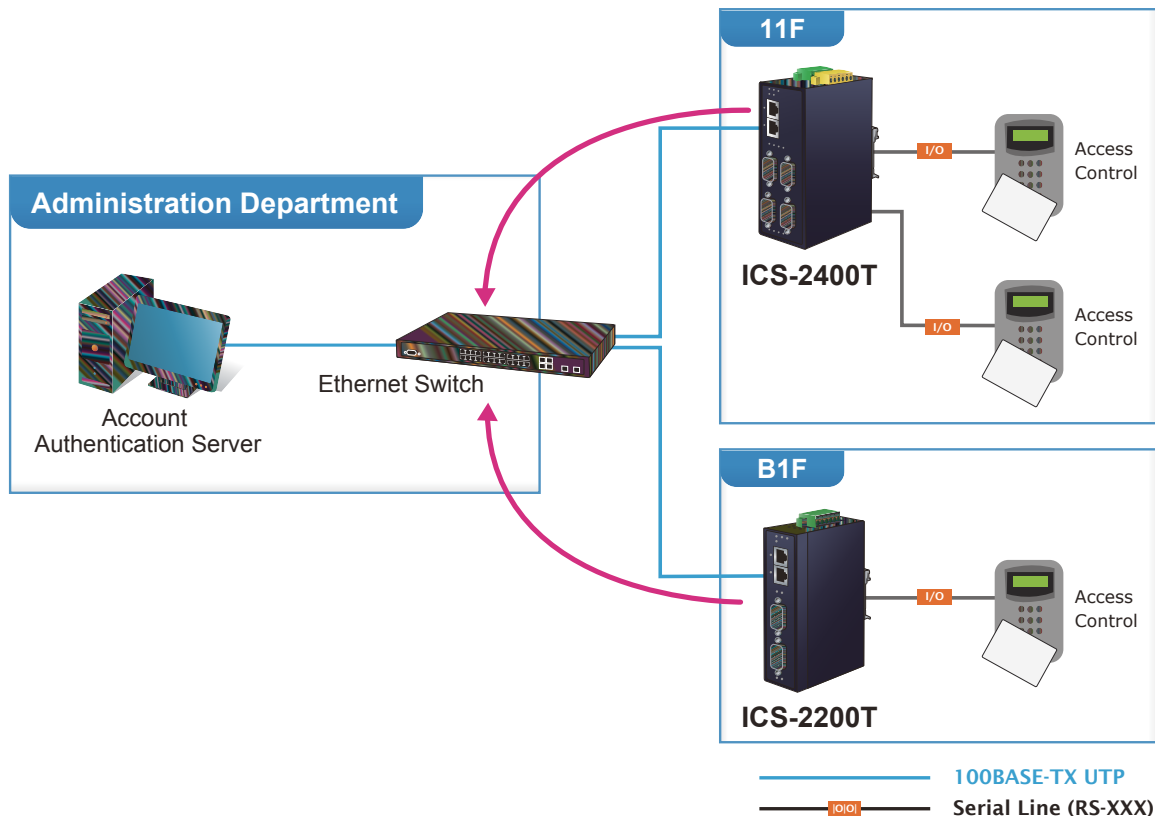 11F
I/O
Access
Control
ICS-2400T
I/O
Access
Control
Administration Department
Ethernet Switch
Account
Authentication Server
B1F
I/O
Access
Control
ICS-2200T
100BASE-TX UTP
|O|O|
Serial Line (RS-XXX)